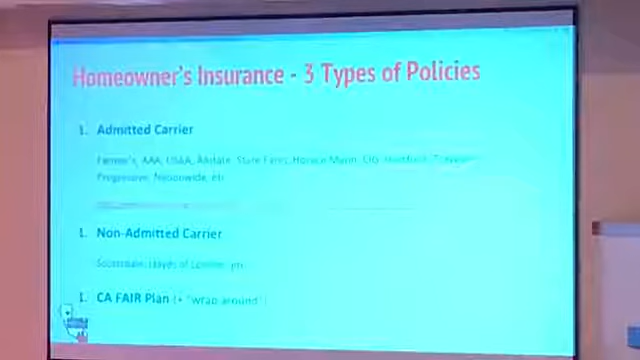 Homeowner's Insurance - 3 Types of Policies
1. Admitted Carrier
Farmer's, AAA, USAA, Allstate, State Farm, Horace Mann, Citi, Hartford, Travelers
Progressive, Nationwide, etc
1. Non-Admitted Carrier
Scottsdale, Lloyds of London, etc
1. CA FAIR Plan (+ "wrap around")